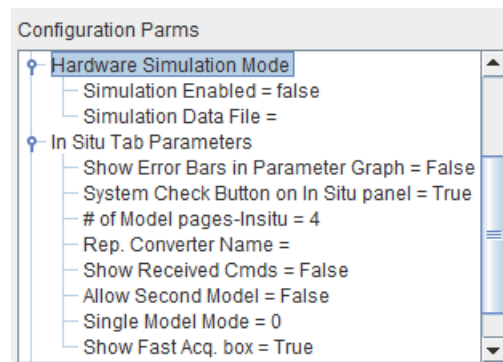 Configuration Parms
Hardware Simulation Mode
Simulation Enabled = false
Simulation Data File =
In Situ Tab Parameters
Show Error Bars in Parameter Graph = False
System Check Button on In Situ panel = True
# of Model pages-Insitu = 4
Rep. Converter Name =
Show Received Cmds = False
Allow Second Model = False
Single Model Mode = 0
Show Fast Acq. box = True